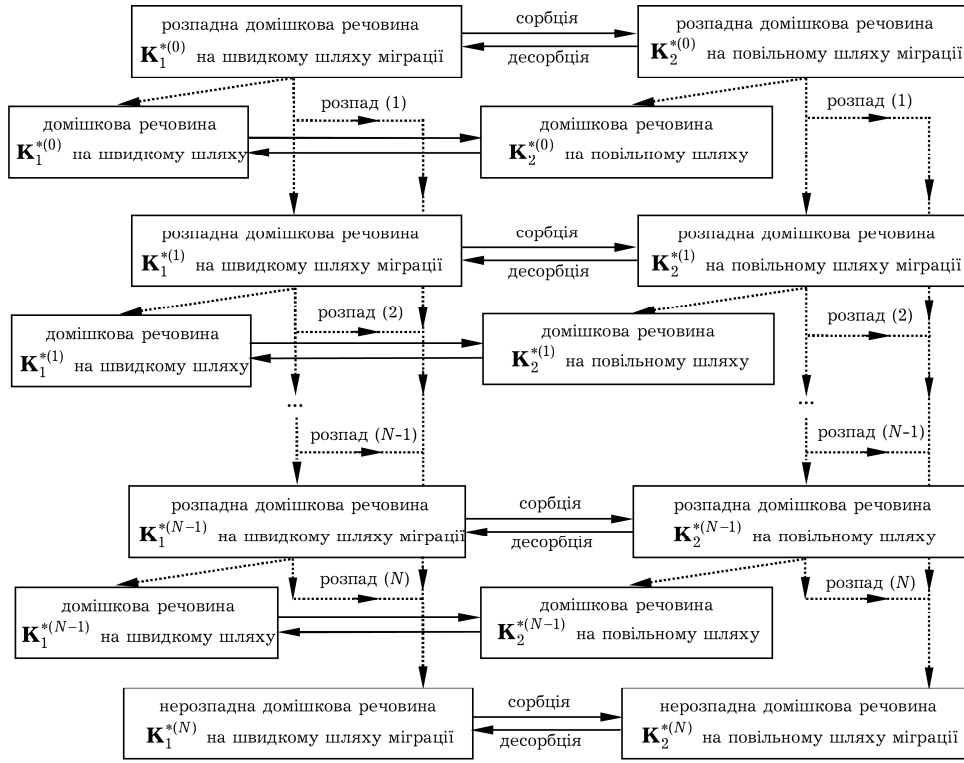 розпадна домішкова речовина
K₁*⁽⁰⁾ на швидкому шляху міграції
сорбція
десорбція
розпадна домішкова речовина
K₂*⁽⁰⁾ на повільному шляху міграції
розпад (1)
розпад (1)
домішкова речовина
K₁*⁽⁰⁾ на швидкому шляху
домішкова речовина
K₂*⁽⁰⁾ на повільному шляху
розпадна домішкова речовина
K₁*⁽¹⁾ на швидкому шляху міграції
сорбція
десорбція
розпадна домішкова речовина
K₂*⁽¹⁾ на повільному шляху міграції
розпад (2)
розпад (2)
домішкова речовина
K₁*⁽¹⁾ на швидкому шляху
домішкова речовина
K₂*⁽¹⁾ на повільному шляху
...
...
розпад (N-1)
розпад (N-1)
розпадна домішкова речовина
K₁*⁽ᴺ⁻¹⁾ на швидкому шляху міграції
сорбція
десорбція
розпадна домішкова речовина
K₂*⁽ᴺ⁻¹⁾ на повільному шляху
розпад (N)
розпад (N)
домішкова речовина
K₁*⁽ᴺ⁻¹⁾ на швидкому шляху
домішкова речовина
K₂*⁽ᴺ⁻¹⁾ на повільному шляху
нерозпадна домішкова речовина
K₁*⁽ᴺ⁾ на швидкому шляху міграції
сорбція
десорбція
нерозпадна домішкова речовина
K₂*⁽ᴺ⁾ на повільному шляху міграції